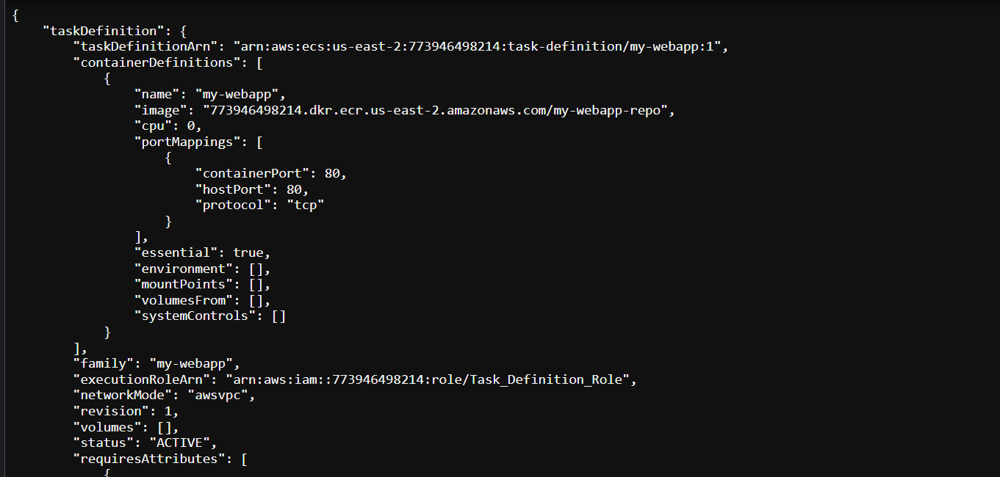 {
    "taskDefinition": {
        "taskDefinitionArn": "arn:aws:ecs:us-east-2:773946498214:task-definition/my-webapp:1",
        "containerDefinitions": [
            {
                "name": "my-webapp",
                "image": "773946498214.dkr.ecr.us-east-2.amazonaws.com/my-webapp-repo",
                "cpu": 0,
                "portMappings": [
                    {
                        "containerPort": 80,
                        "hostPort": 80,
                        "protocol": "tcp"
                    }
                ],
                "essential": true,
                "environment": [],
                "mountPoints": [],
                "volumesFrom": [],
                "systemControls": []
            }
        ],
        "family": "my-webapp",
        "executionRoleArn": "arn:aws:iam::773946498214:role/Task_Definition_Role",
        "networkMode": "awsvpc",
        "revision": 1,
        "volumes": [],
        "status": "ACTIVE",
        "requiresAttributes": [
            {